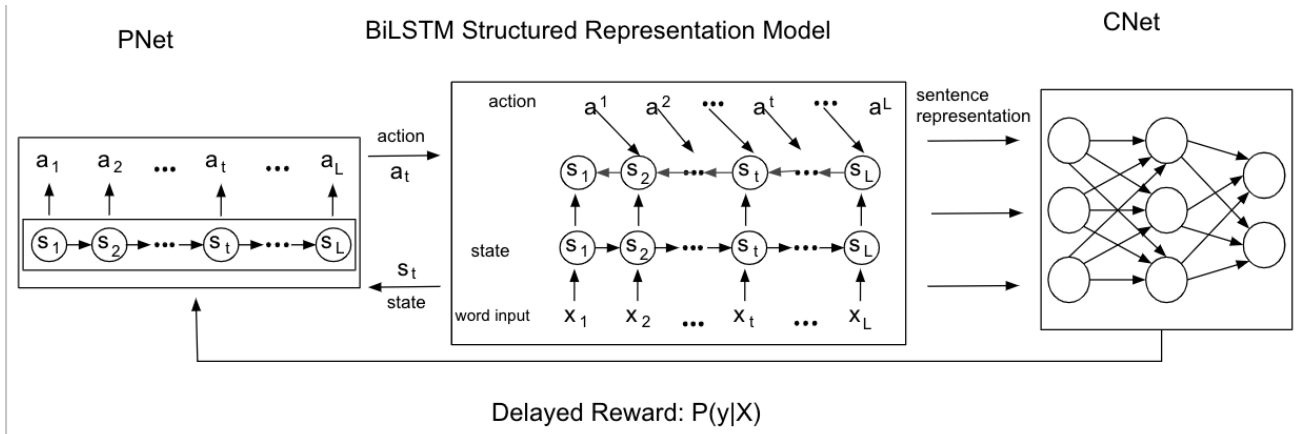 PNet
BiLSTM Structured Representation Model
CNet
a1 a2 ... at ... aL
s1 s2 ... st ... sL
action
at
st
state
action a1 a2 ... at ... aL
s1 s2 ... st ... sL
state s1 s2 ... st ... sL
word input x1 x2 ... xt ... xL
sentence
representation
Delayed Reward: P(y|X)